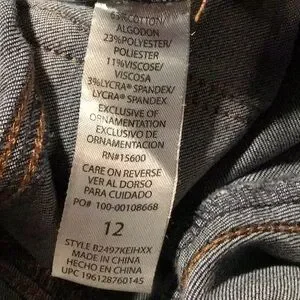 63%COTTON/
ALGODON
23%POLYESTER/
POLIESTER
11%VISCOSE/
VISCOSA
3%LYCRA® SPANDEX/
LYCRA® SPANDEX
EXCLUSIVE OF
ORNAMENTATION
EXCLUSIVO DE
ORNAMENTACION
RN#15600
CARE ON REVERSE
VER AL DORSO
PARA CUIDADO
PO# 100-00108668
12
STYLE B2497KEIHXX
MADE IN CHINA
HECHO EN CHINA
UPC 196128760145